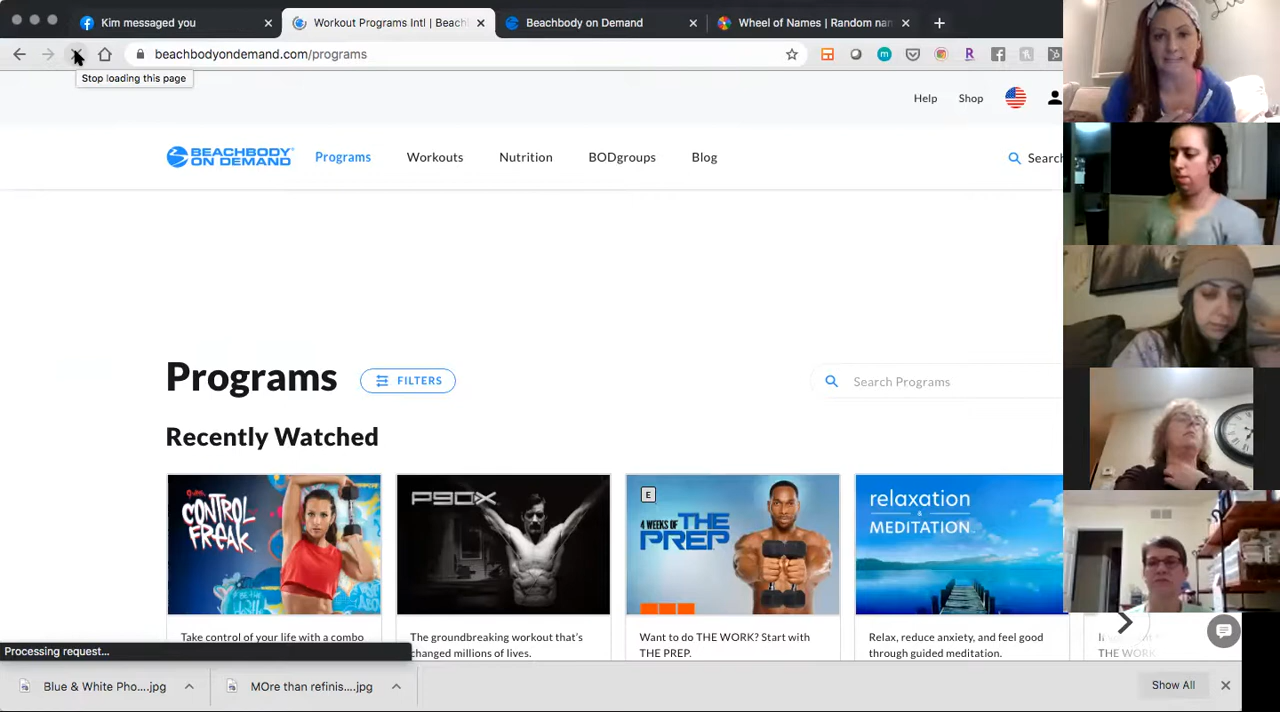 Kim messaged you
Workout Programs Intl | Beach
Beachbody on Demand
Wheel of Names | Random nan
beachbodyondemand.com/programs
Stop loading this page
Help
Shop
BEACHBODY
ON DEMAND
Programs
Workouts
Nutrition
BODgroups
Blog
Search
Programs
FILTERS
Search Programs
Recently Watched
CONTROL
FREAK
P90X
E
4 WEEKS OF THE
PREP
relaxation
&
MEDITATION
Take control of your life with a combo
The groundbreaking workout that's
changed millions of lives.
Want to do THE WORK? Start with
THE PREP.
Relax, reduce anxiety, and feel good
through guided meditation.
THE WORK
Processing request...
Blue & White Pho....jpg
MOre than refinis....jpg
Show All